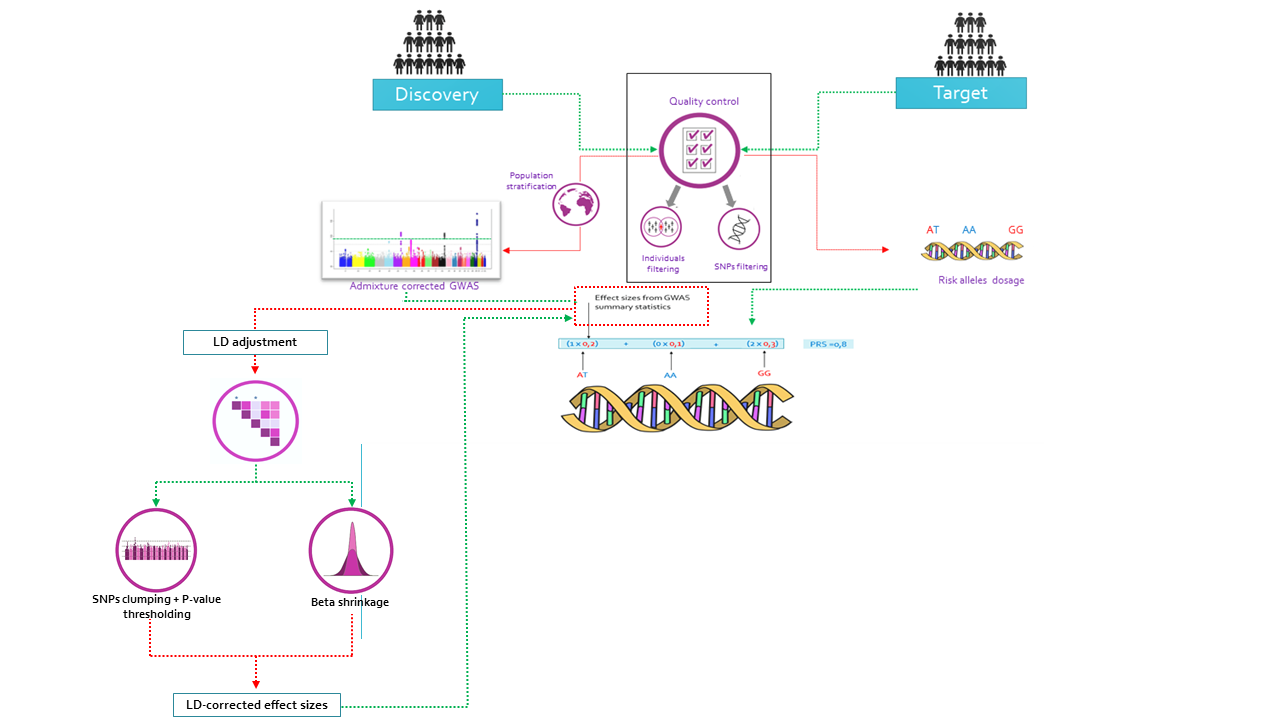 Discovery
Target
Quality control
Population
stratification
Individuals
filtering
SNPs filtering
AT AA GG
Risk alleles dosage
Admixture corrected GWAS
Effect sizes from GWAS
summary statistics
LD adjustment
(1 x 0,2) + (0 x 0,1) + (2 x 0,3) PRS =0,8
AT AA GG
SNPs clumping + P-value
thresholding
Beta shrinkage
LD-corrected effect sizes